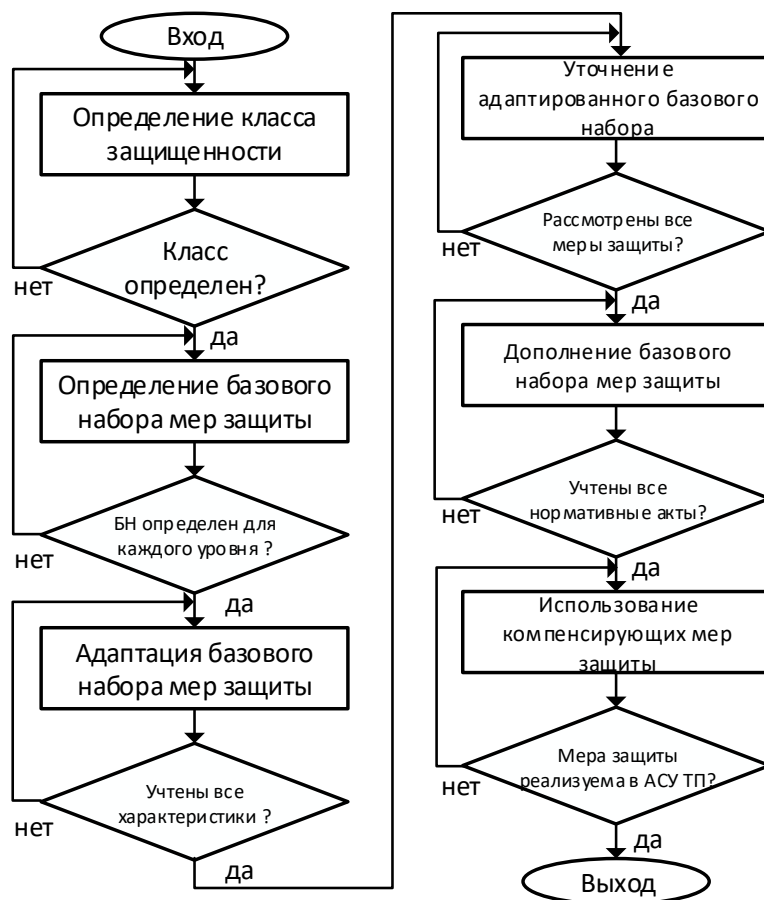 Вход
Определение класса
защищенности
Класс
определен?
нет
да
Определение базового
набора мер защиты
БН определен для
каждого уровня ?
нет
да
Адаптация базового
набора мер защиты
Учтены все
характеристики ?
нет
да
Уточнение
адаптированного базового
набора
Рассмотрены все
меры защиты?
нет
да
Дополнение базового
набора мер защиты
Учтены все
нормативные акты?
нет
да
Использование
компенсирующих мер
защиты
Мера защиты
реализуема в АСУ ТП?
нет
да
Выход